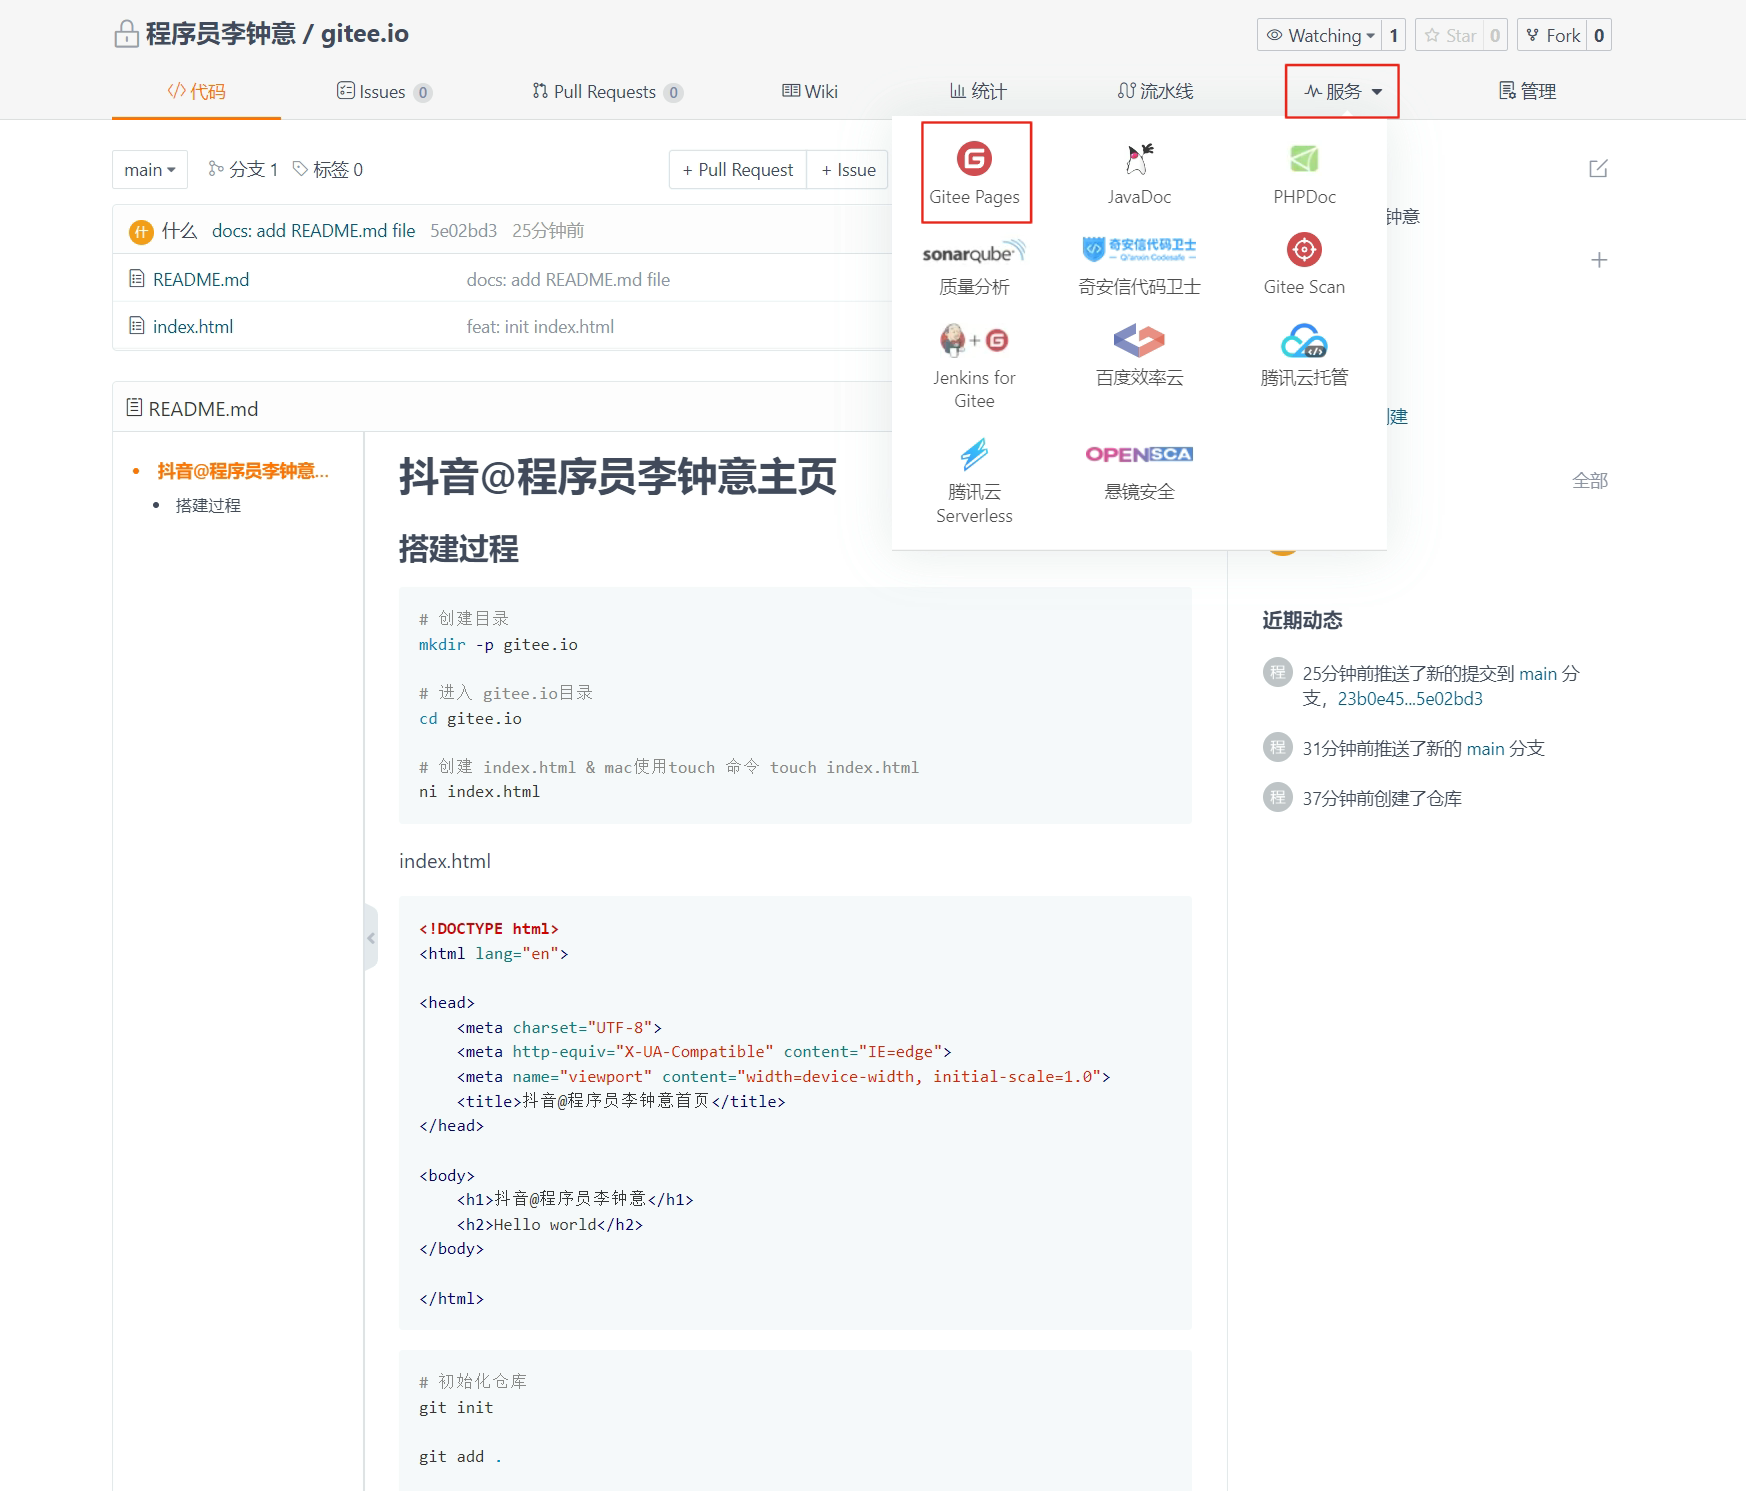 程序员李钟意 / gitee.io
Watching 1 Star 0 Fork 0
代码 Issues 0 Pull Requests 0 Wiki 统计 流水线 服务 管理
main 分支 1 标签 0 + Pull Request + Issue
什 什么 docs: add README.md file 5e02bd3 25分钟前
README.md docs: add README.md file
index.html feat: init index.html
Gitee Pages JavaDoc PHPDoc
sonarqube 奇安信代码卫士
Qi'anxin Codesafe
质量分析 奇安信代码卫士 Gitee Scan
+
Jenkins for
Gitee
百度效率云 腾讯云托管
OPENSCA
腾讯云
Serverless
悬镜安全
钟意
创建
全部
README.md
抖音@程序员李钟意...
搭建过程
抖音@程序员李钟意主页
搭建过程
# 创建目录
mkdir -p gitee.io
# 进入 gitee.io目录
cd gitee.io
# 创建 index.html & mac使用touch 命令 touch index.html
ni index.html
index.html
<!DOCTYPE html>
<html lang="en">
<head>
<meta charset="UTF-8">
<meta http-equiv="X-UA-Compatible" content="IE=edge">
<meta name="viewport" content="width=device-width, initial-scale=1.0">
<title>抖音@程序员李钟意首页</title>
</head>
<body>
<h1>抖音@程序员李钟意</h1>
<h2>Hello world</h2>
</body>
</html>
# 初始化仓库
git init
git add .
近期动态
程 25分钟前推送了新的提交到 main 分
支，23b0e45...5e02bd3
程 31分钟前推送了新的 main 分支
程 37分钟前创建了仓库